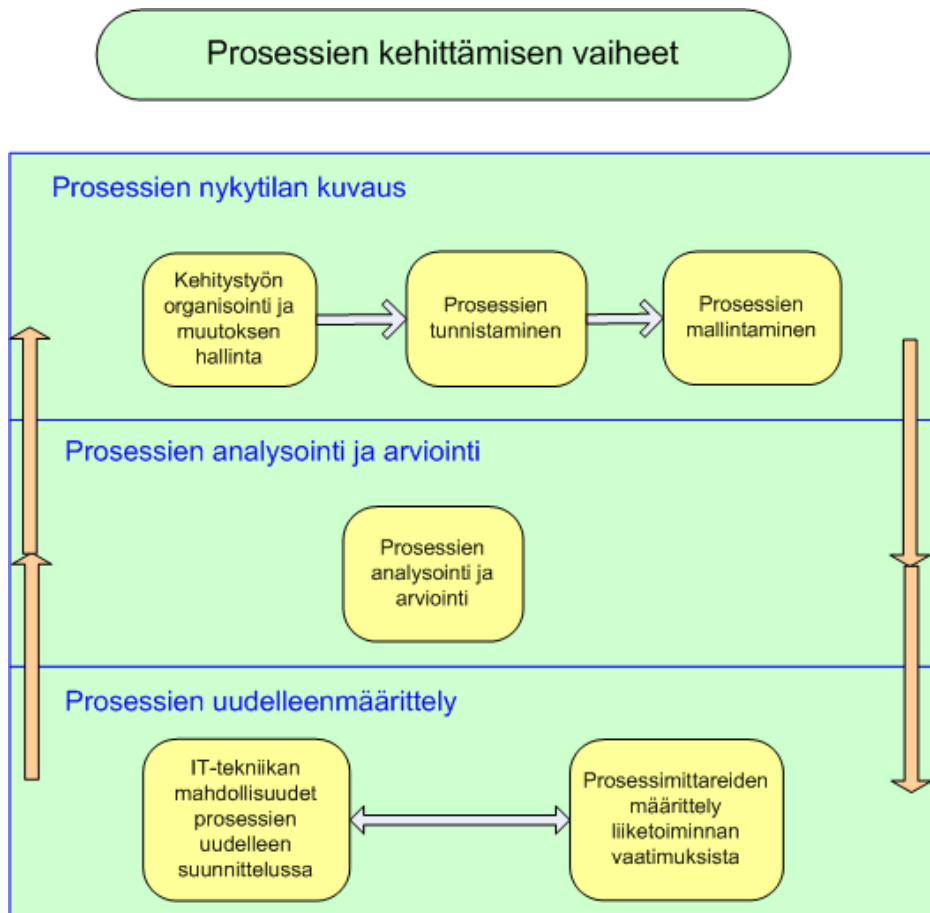 Prosessien kehittämisen vaiheet
Prosessien nykytilan kuvaus
Kehitystyön
organisointi ja
muutoksen
hallinta
Prosessien
tunnistaminen
Prosessien
mallintaminen
Prosessien analysointi ja arviointi
Prosessien
analysointi ja
arviointi
Prosessien uudelleenmäärittely
IT-tekniikan
mahdollisuudet
prosessien
uudelleen
suunnittelussa
Prosessimittareiden
määrittely
liiketoiminnan
vaatimuksista